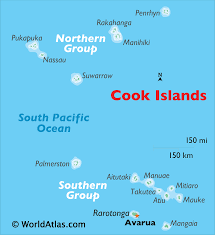 Penrhyn
Rakahanga
Northern
Group
Manihiki
Pukapuka
Nassau
Suwarrow
N
Cook Islands
South Pacific
Ocean
150 mi
150 km
Palmerston
Aitutaki
Manuae
Southern
Group
Takutea
Mitiaro
Atiu
Mauke
Rarotonga
Avarua
Mangaia
© WorldAtlas.com